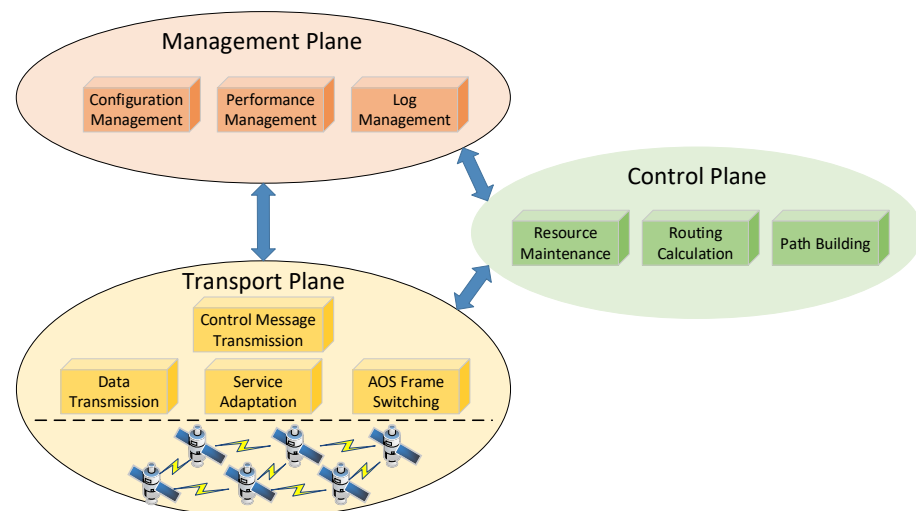 Management Plane
Configuration
Management
Performance
Management
Log
Management
Control Plane
Resource
Maintenance
Routing
Calculation
Path Building
Transport Plane
Control Message
Transmission
Data
Transmission
Service
Adaptation
AOS Frame
Switching